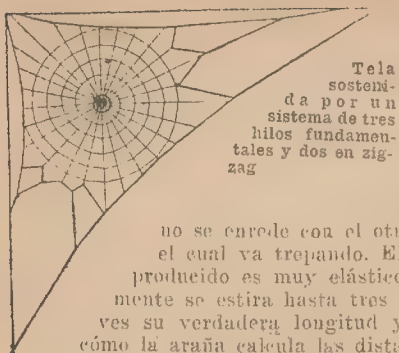 Tela
sosteni-
da por un
sistema de tres
hilos fundamen-
tales y dos en zig-
zag
no se enrede con el otr
el cual va trepando. El
producido es muy elástico
mente se estira hasta tres
ves su verdadera longitud y
cómo la araña calcula las dista